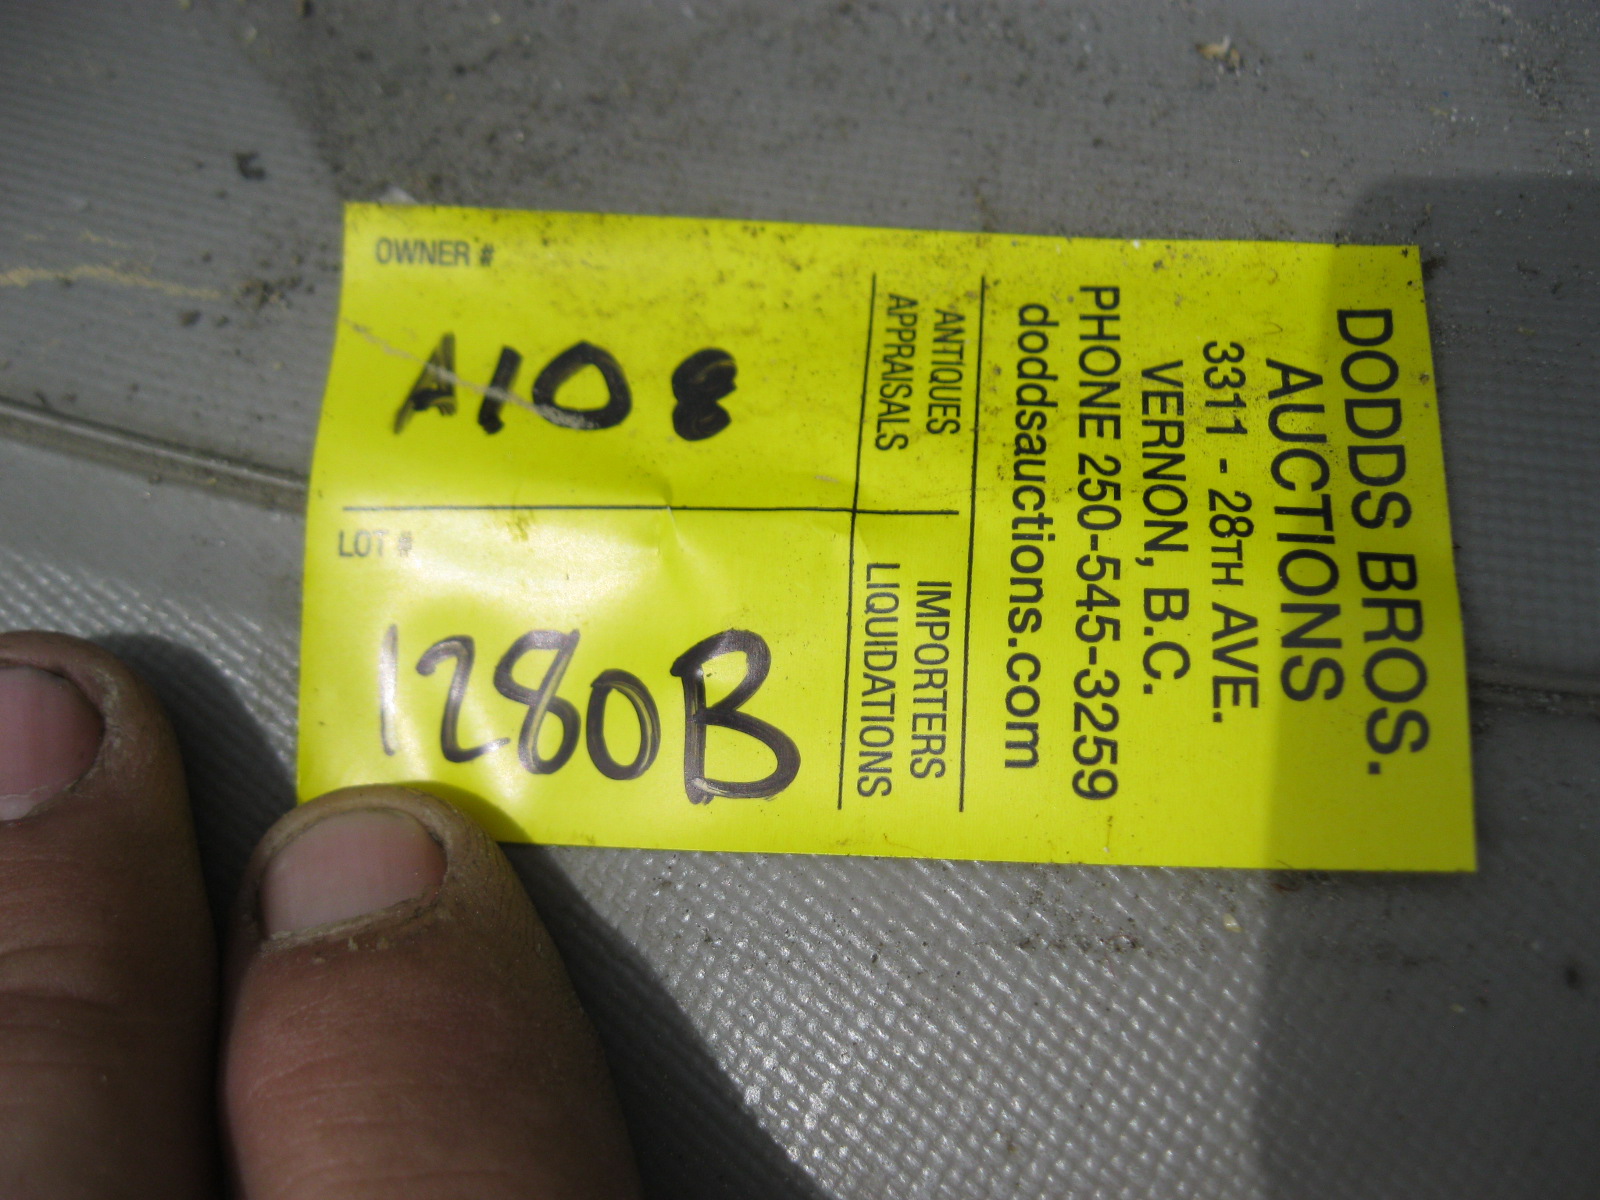 DODDS BROS.
AUCTIONS
3311 - 28TH AVE.
VERNON, B.C.
PHONE 250-545-3259
doddsauctions.com
ANTIQUES
APPRAISALS
IMPORTERS
LIQUIDATIONS
OWNER #
A108
LOT #
1280B